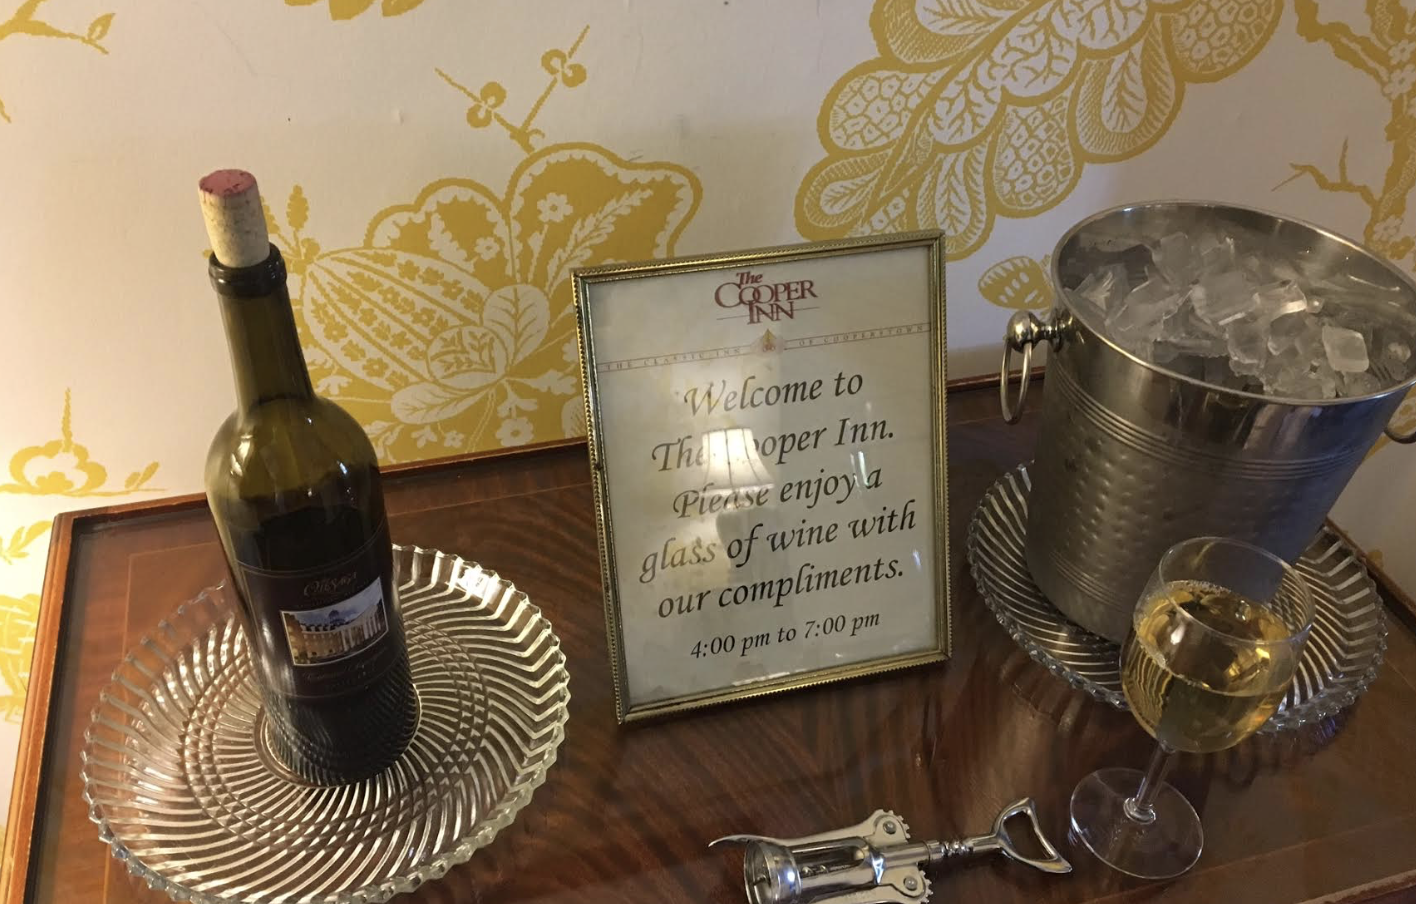 The
COOPER
INN
THE CLASSIC INN OF COOPERSTOWN
Welcome to
The Cooper Inn.
Please enjoy a
glass of wine with
our compliments.
4:00 pm to 7:00 pm
OTESAGA